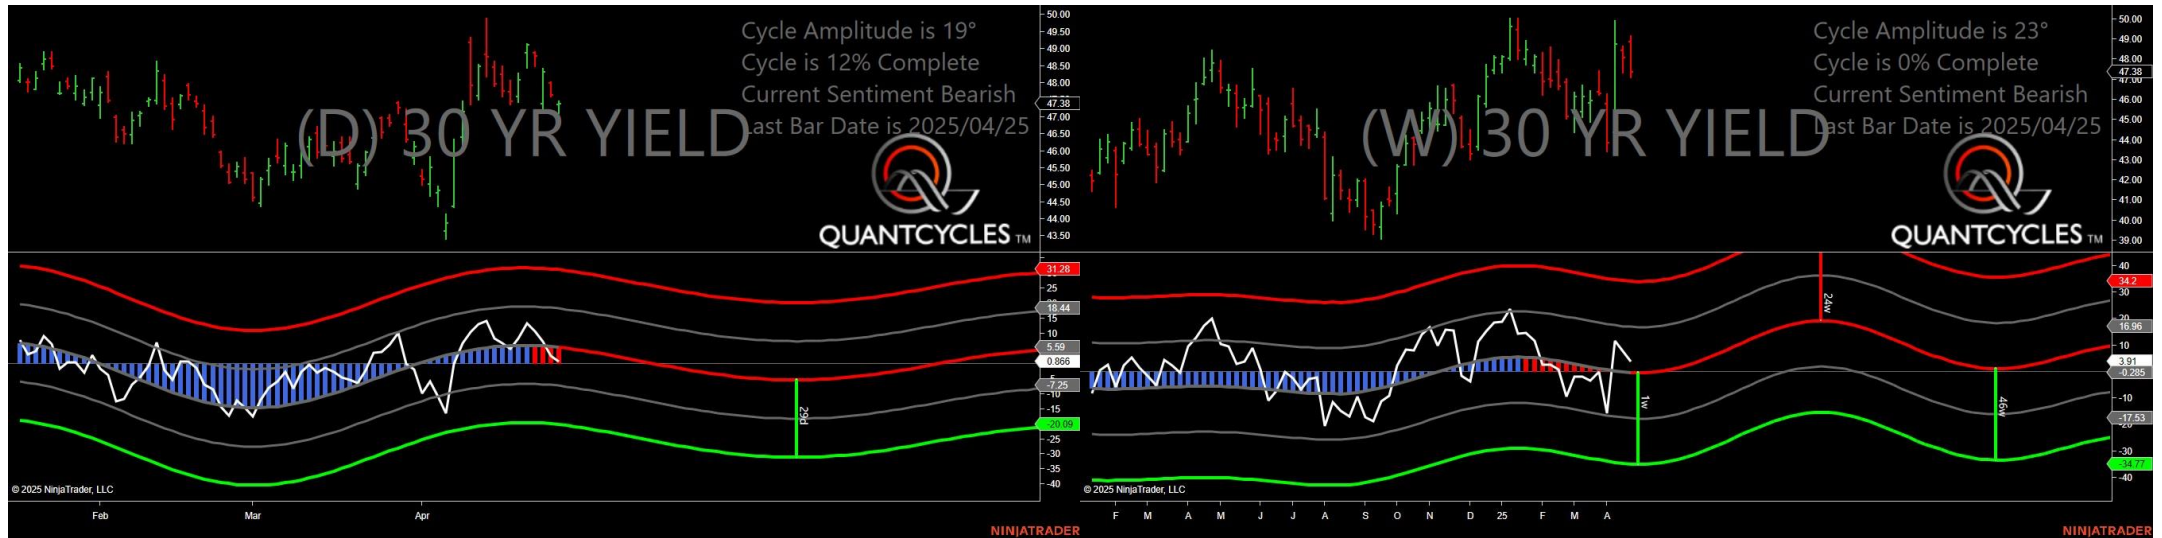 Cycle Amplitude is 19°
Cycle is 12% Complete
Current Sentiment Bearish
Last Bar Date is 2025/04/25
(D) 30 YR YIELD
QUANTCYCLES TM
50.00
49.50
49.00
48.50
48.00
47.38
47.00
46.50
46.00
45.50
45.00
44.50
44.00
43.50
31.28
25
18.44
15
10
5.59
0.866
-7.25
-10
-15
-20.09
-25
-30
-35
-40
29d
© 2025 NinjaTrader, LLC
Feb Mar Apr
NINJATRADER
Cycle Amplitude is 23°
Cycle is 0% Complete
Current Sentiment Bearish
Last Bar Date is 2025/04/25
(W) 30 YR YIELD
QUANTCYCLES TM
50.00
49.00
48.00
47.38
46.00
45.00
44.00
43.00
42.00
41.00
40.00
39.00
40
34.2
30
16.96
10
3.91
-0.285
-10
-17.53
-30
-34.77
-40
24w
1w
46w
© 2025 NinjaTrader, LLC
F M A M J J A S O N D 25 F M A
NINJATRADER